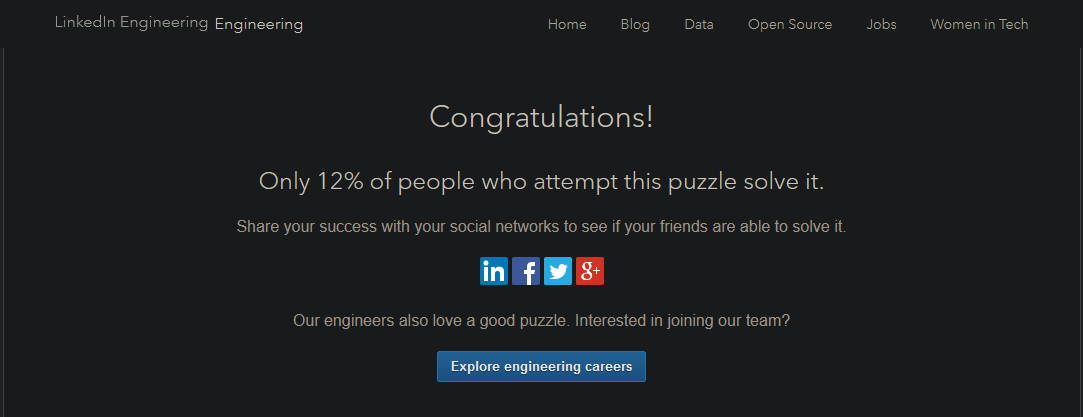 LinkedIn Engineering Engineering Home Blog Data Open Source Jobs Women in Tech
Congratulations!
Only 12% of people who attempt this puzzle solve it.
Share your success with your social networks to see if your friends are able to solve it.
in f g+
Our engineers also love a good puzzle. Interested in joining our team?
Explore engineering careers